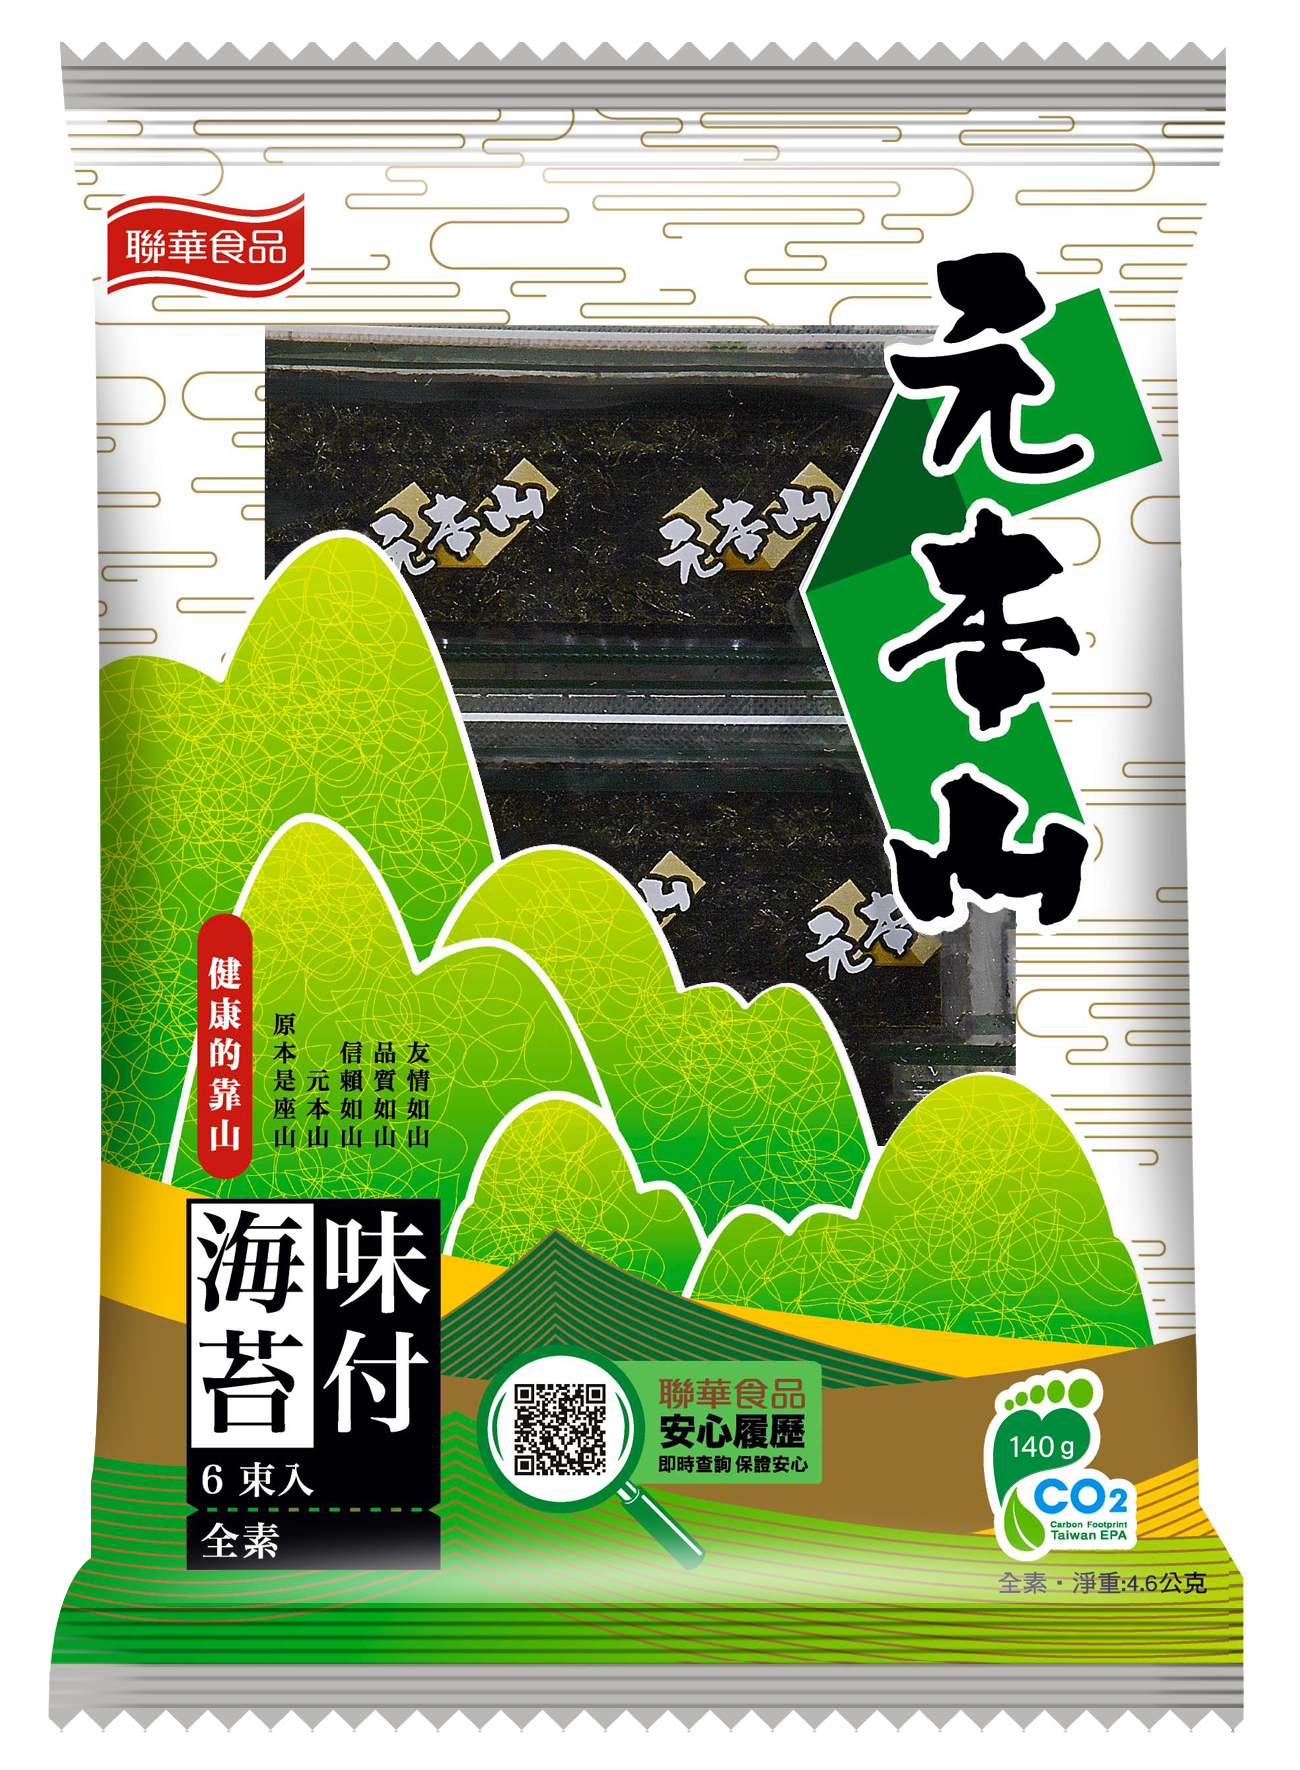 聯華食品
元本山
元本山
元本山
山
元本
健康的靠山
友情如山
品質如山
信賴如山
元本山
原本是座山
味付
海苔
6 束入
全素
聯華食品
安心履歷
即時查詢 保證安心
140 g
CO2
Carbon Footprint
Taiwan EPA
全素・淨重:4.6公克